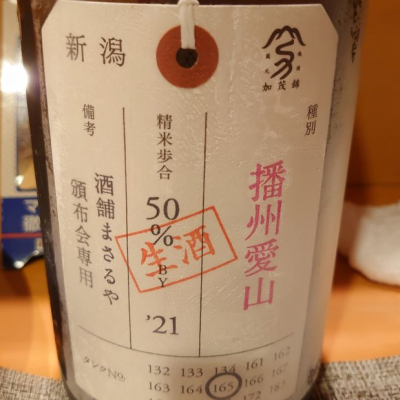 新潟
加茂錦
種別
播州愛山
精米歩合
50%
BY
'21
生酒
備考
酒舗まさるや
頒布会専用
タンクNo.
132 133 134 161 162
163 164 165 166 167
172 183